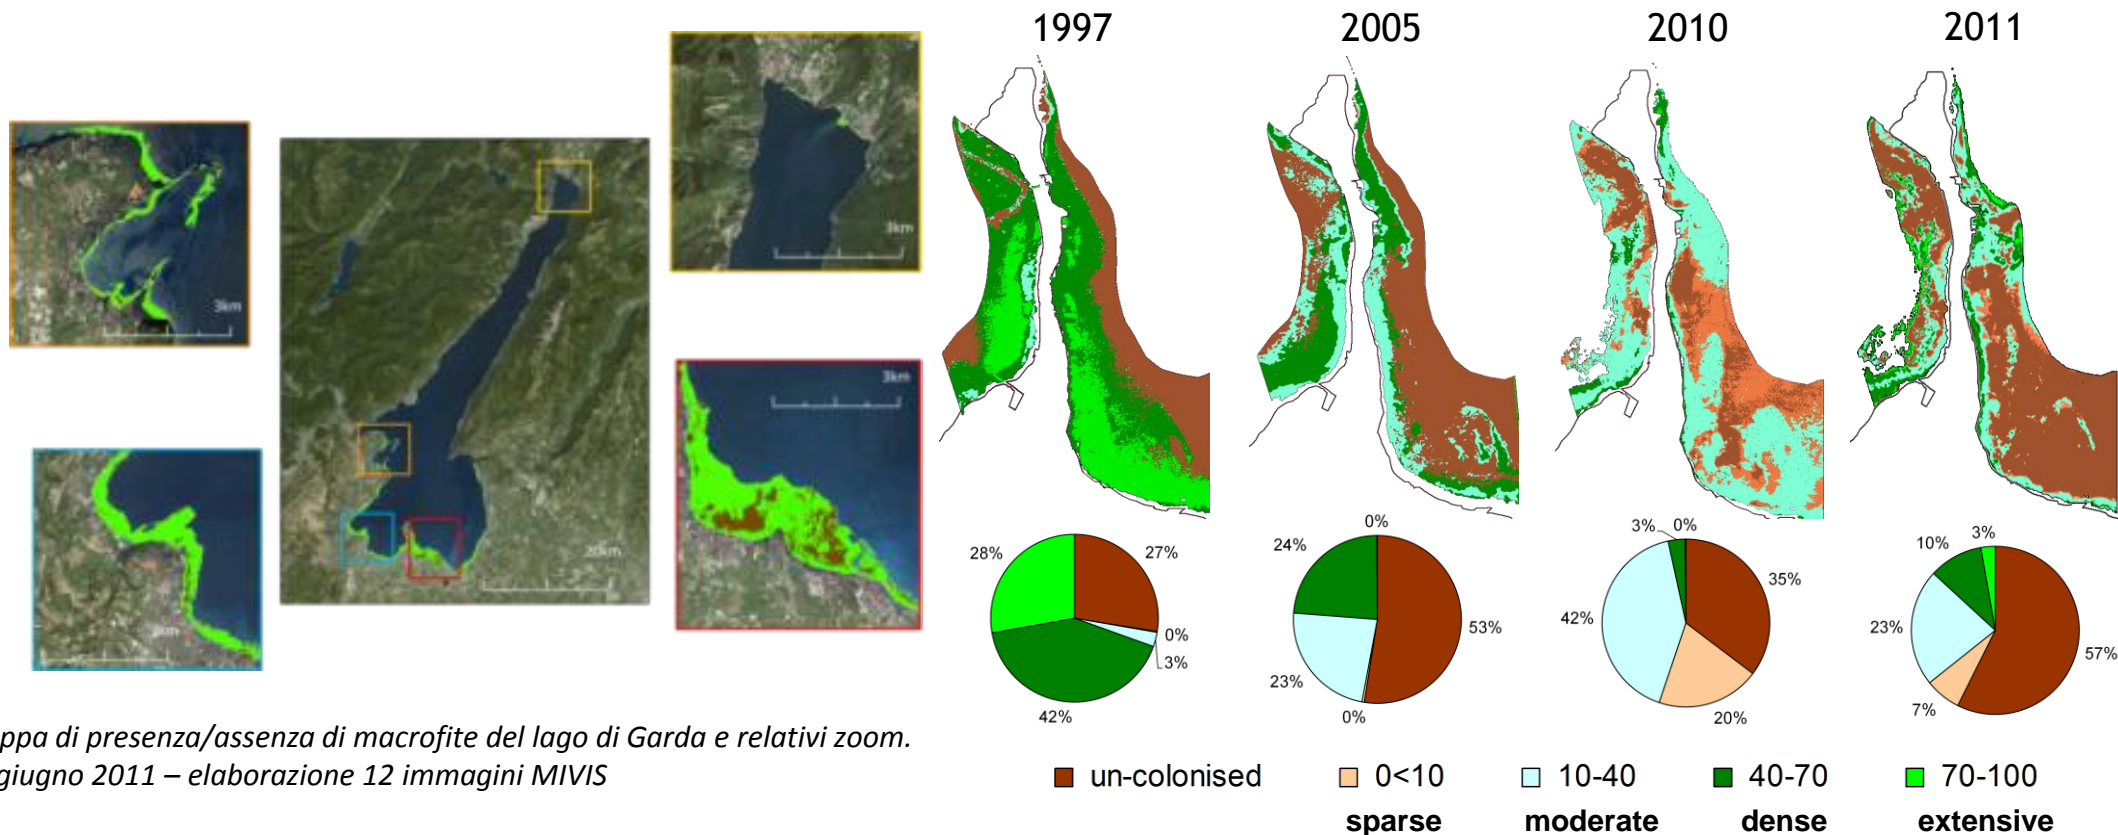 1997 2005 2010 2011
3km
3km
20km
3km
28% 27% 0% 3% 42%
0% 24% 53% 23% 0%
3% 0% 35% 42% 20%
10% 3% 23% 57% 7%
ppa di presenza/assenza di macrofite del lago di Garda e relativi zoom.
giugno 2011 – elaborazione 12 immagini MIVIS
un-colonised 0<10 10-40 40-70 70-100
sparse moderate dense extensive